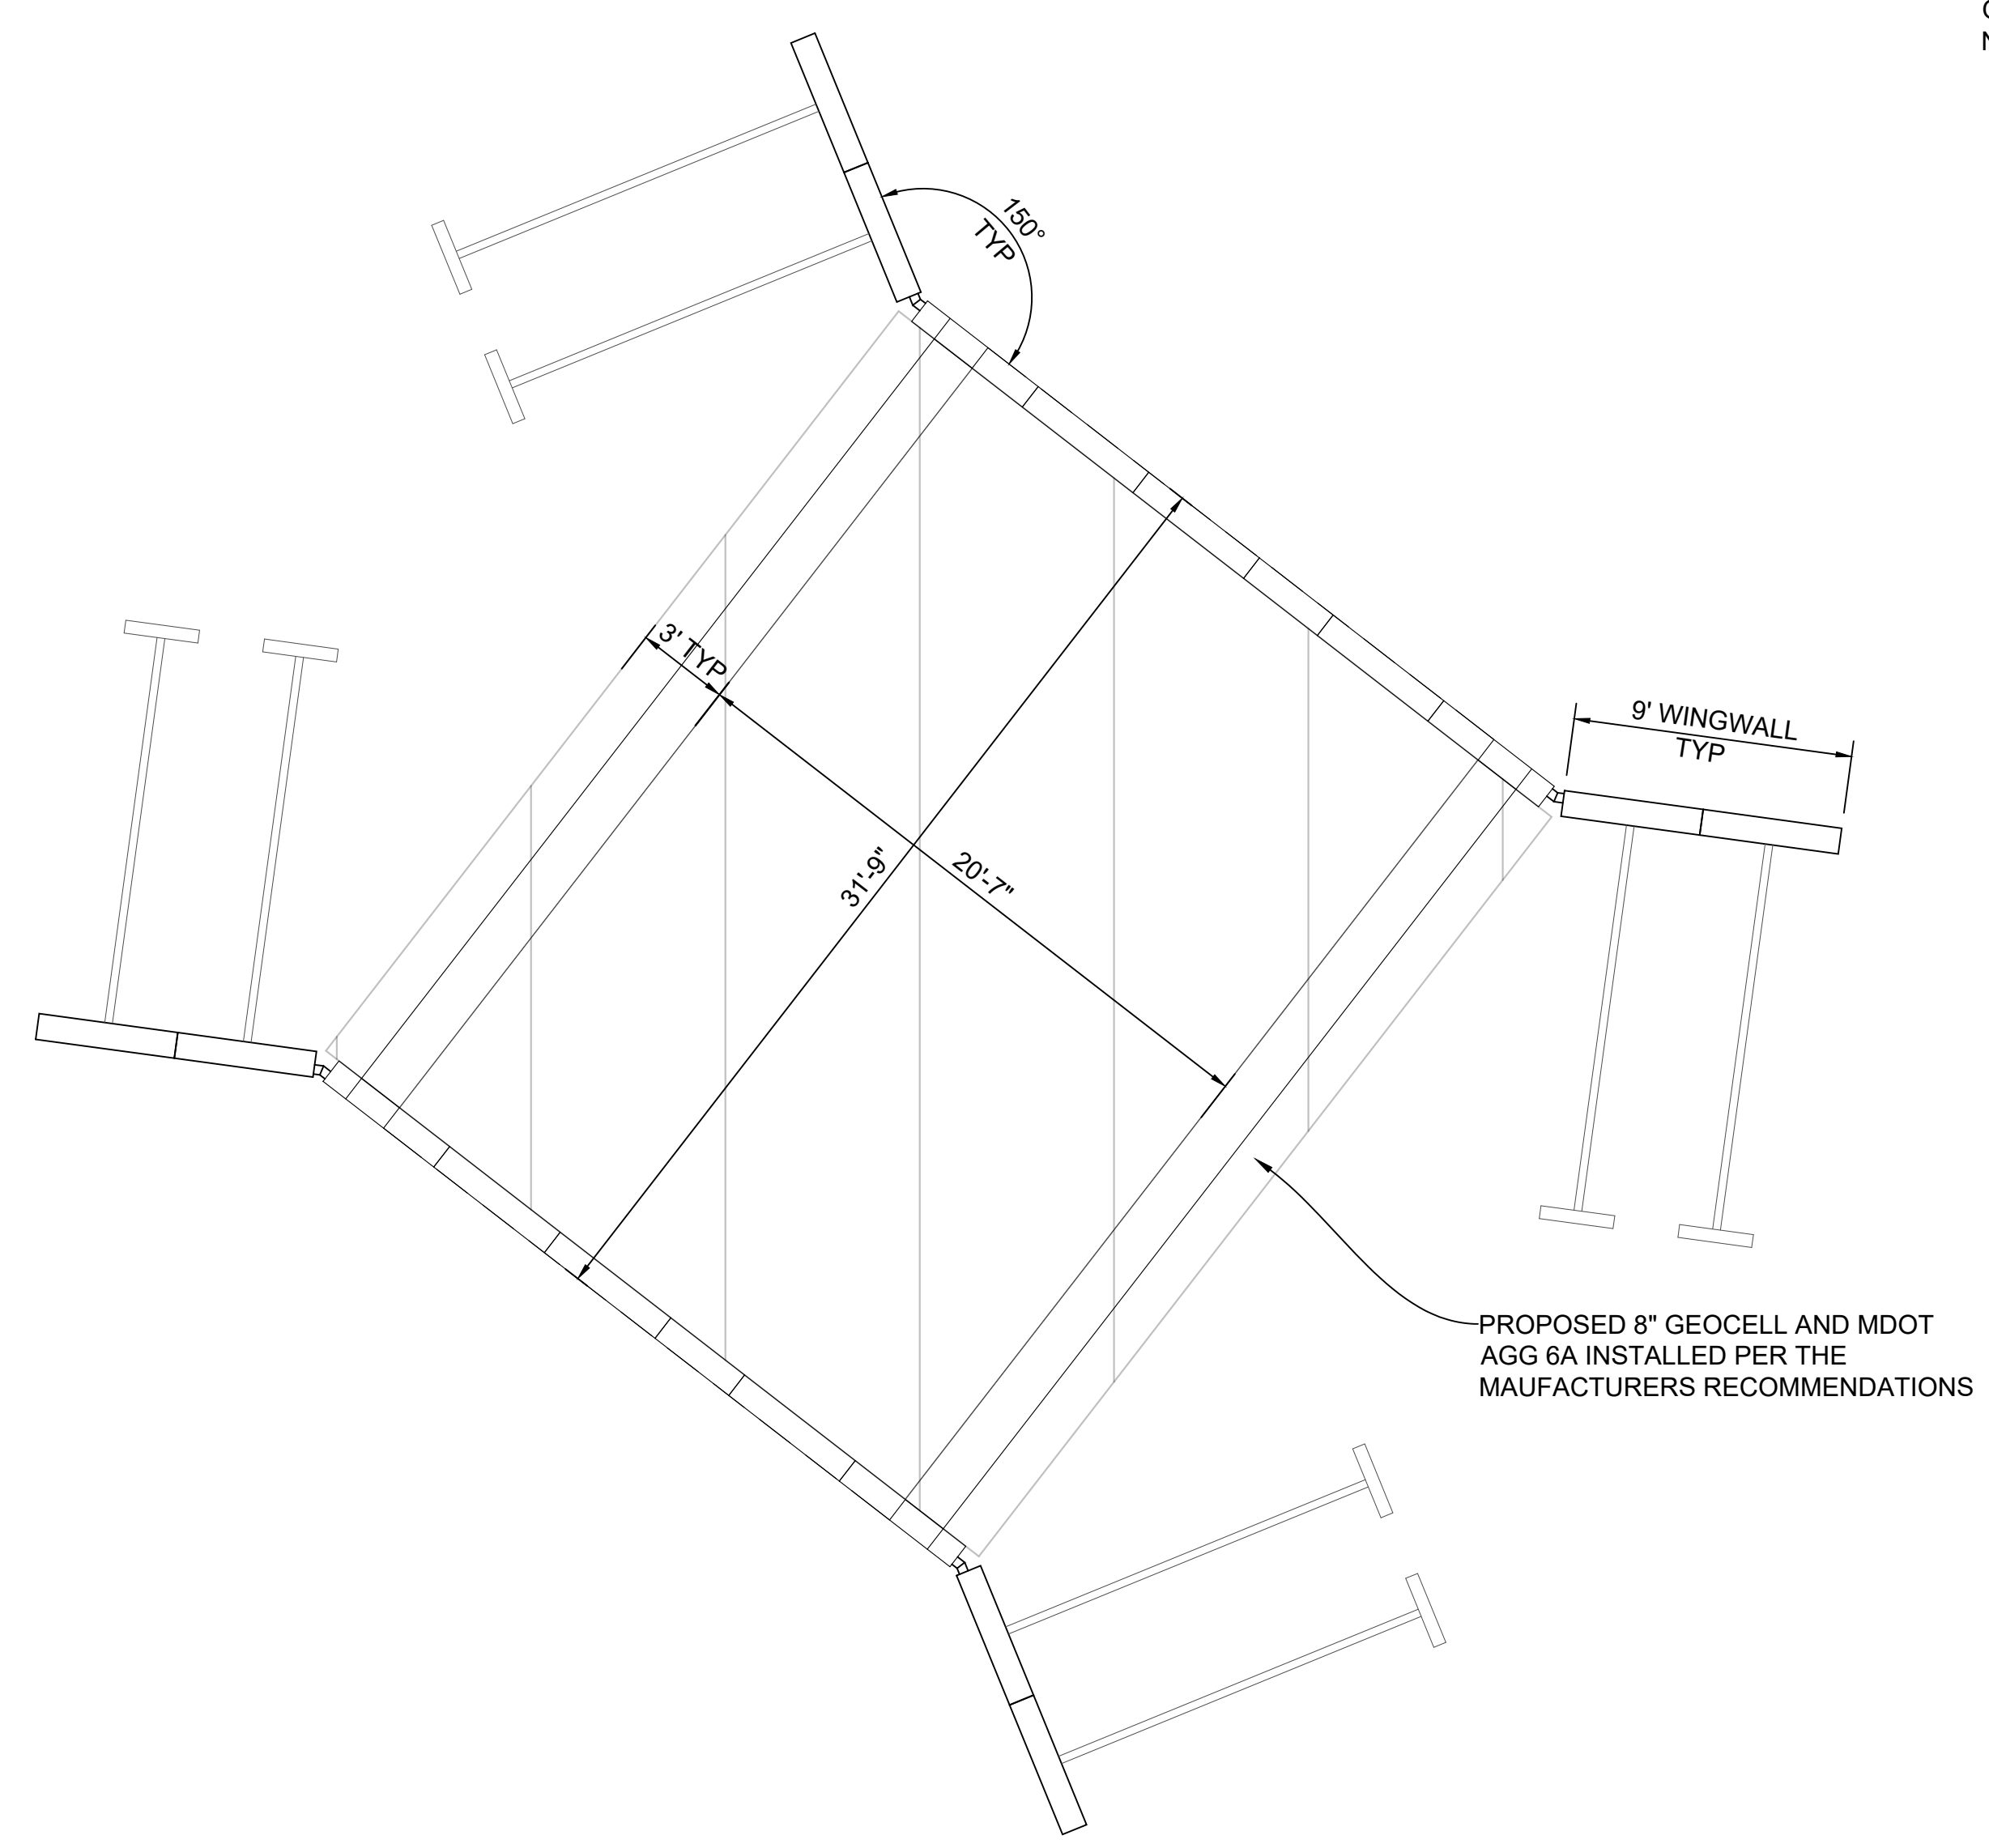 150°
TYP
3' TYP
9' WINGWALL
TYP
31'-9"
20'-7"
PROPOSED 8" GEOCELL AND MDOT
AGG 6A INSTALLED PER THE
MAUFACTURERS RECOMMENDATIONS